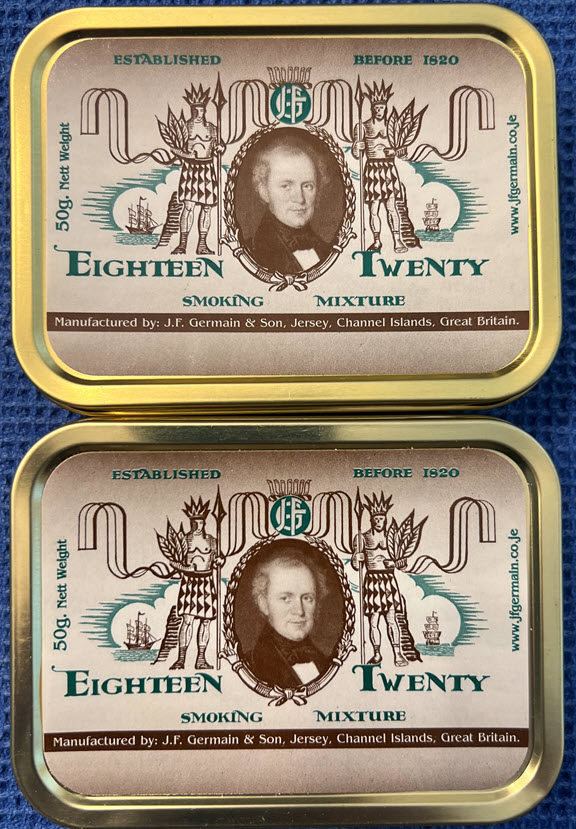 ESTABLISHED BEFORE 1820
GF
50g. Nett Weight
www.jfgermain.co.je
EIGHTEEN TWENTY
SMOKING MIXTURE
Manufactured by: J.F. Germain & Son, Jersey, Channel Islands, Great Britain.
ESTABLISHED BEFORE 1820
GF
50g. Nett Weight
www.jfgermain.co.je
EIGHTEEN TWENTY
SMOKING MIXTURE
Manufactured by: J.F. Germain & Son, Jersey, Channel Islands, Great Britain.